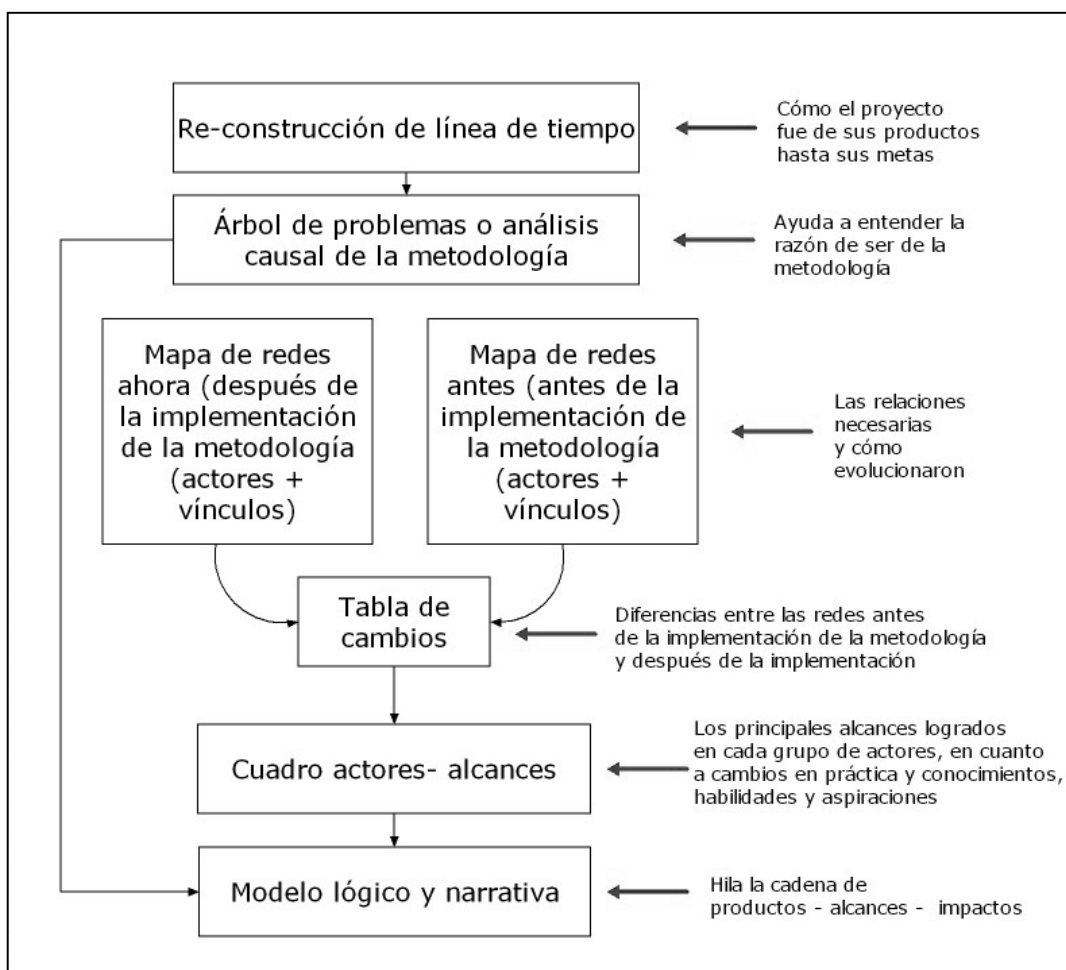 Re-construcción de línea de tiempo
Cómo el proyecto
fue de sus productos
hasta sus metas
Árbol de problemas o análisis
causal de la metodología
Ayuda a entender la
razón de ser de la
metodología
Mapa de redes
ahora (después de
la implementación
de la metodología
(actores +
vínculos)
Mapa de redes
antes (antes de la
implementación de
la metodología
(actores +
vínculos)
Las relaciones
necesarias
y cómo
evolucionaron
Tabla de
cambios
Diferencias entre las redes antes
de la implementación de la metodología
y después de la implementación
Cuadro actores- alcances
Los principales alcances logrados
en cada grupo de actores, en cuanto
a cambios en práctica y conocimientos,
habilidades y aspiraciones
Modelo lógico y narrativa
Hila la cadena de
productos - alcances -  impactos